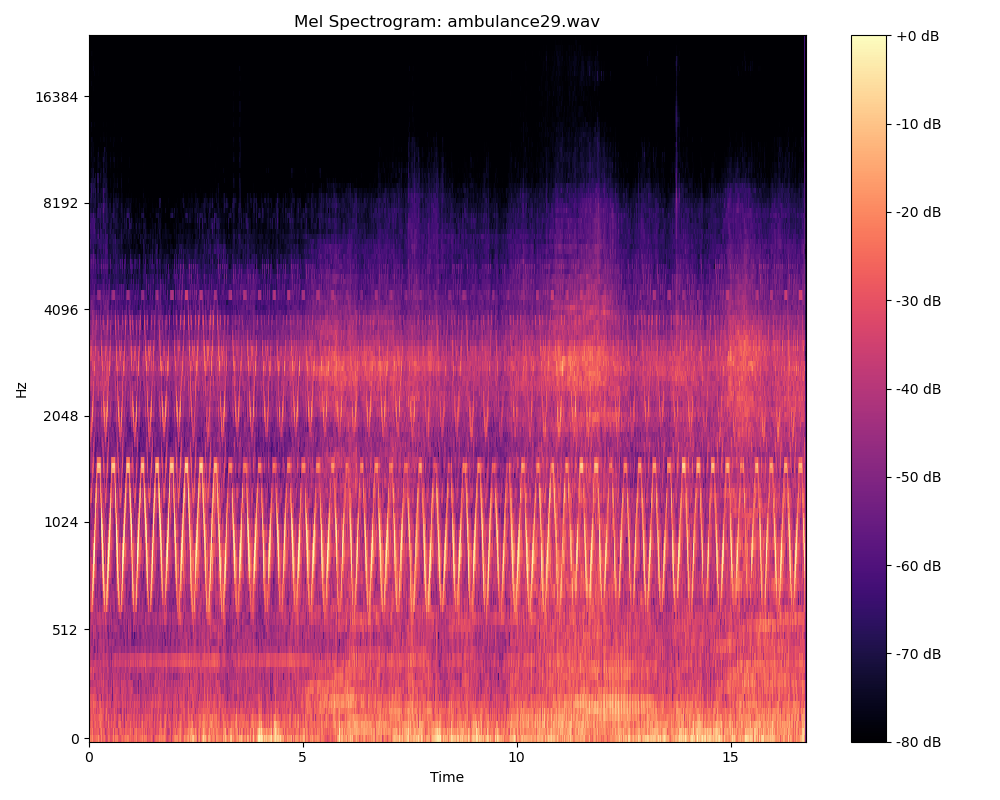 Mel Spectrogram: ambulance29.wav
+0 dB
16384
-10 dB
8192
-20 dB
4096
-30 dB
Hz
-40 dB
2048
-50 dB
1024
-60 dB
512
-70 dB
0
-80 dB
0 5 10 15
Time